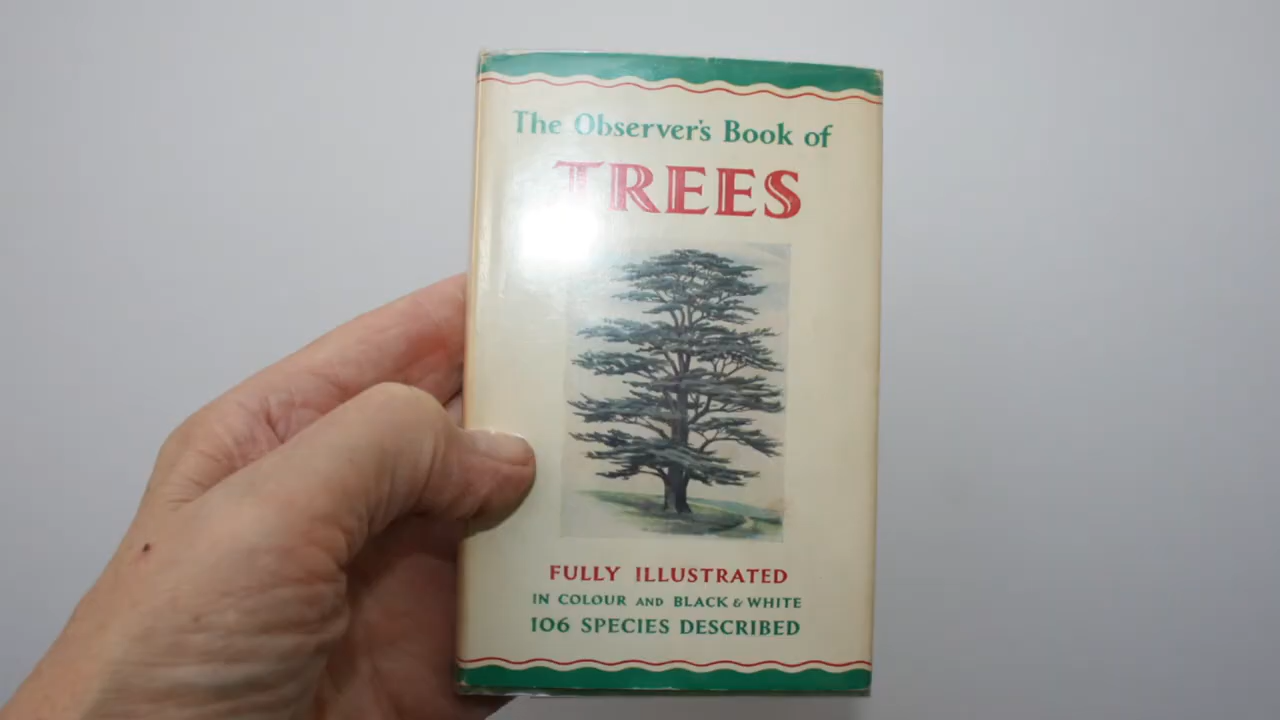 The Observer's Book of
TREES
FULLY ILLUSTRATED
IN COLOUR AND BLACK & WHITE
106 SPECIES DESCRIBED